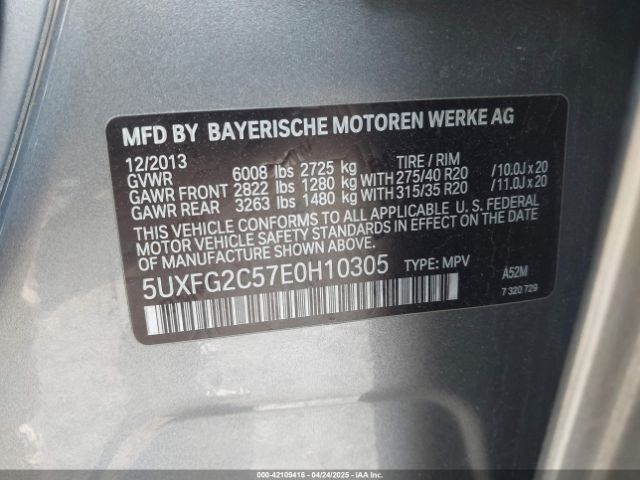 MFD BY BAYERISCHE MOTOREN WERKE AG
12/2013 TIRE / RIM
GVWR 6008 lbs 2725 kg
GAWR FRONT 2822 lbs 1280 kg WITH 275/40 R20 /10.0J x 20
GAWR REAR 3263 lbs 1480 kg WITH 315/35 R20 /11.0J x 20
THIS VEHICLE CONFORMS TO ALL APPLICABLE U. S. FEDERAL
MOTOR VEHICLE SAFETY STANDARDS IN EFFECT ON THE DATE
OF MANUFACTURE SHOWN ABOVE.
5UXFG2C57E0H10305 TYPE: MPV A52M
7 320 729
000-42109416 - 04/24/2025 - IAA Inc.